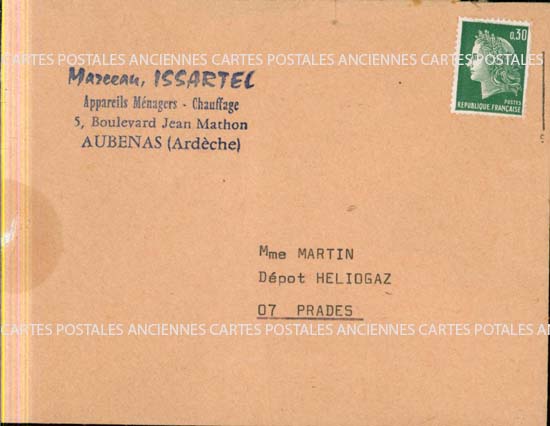 CARTES POSTALES ANCIENNES CARTES POSTALES ANCIENNES CARTES POSTALES ANCIENNES
0,30
POSTES
REPUBLIQUE FRANÇAISE
Marceau, ISSARTEL
Appareils Ménagers - Chauffage
5, Boulevard Jean Mathon
AUBENAS (Ardèche)
Mme MARTIN
Dépot HELIOGAZ
07 PRADES
CARTES POSTALES ANCIENNES CARTES POSTALES ANCIENNES CARTES POTALES ANCIENNES